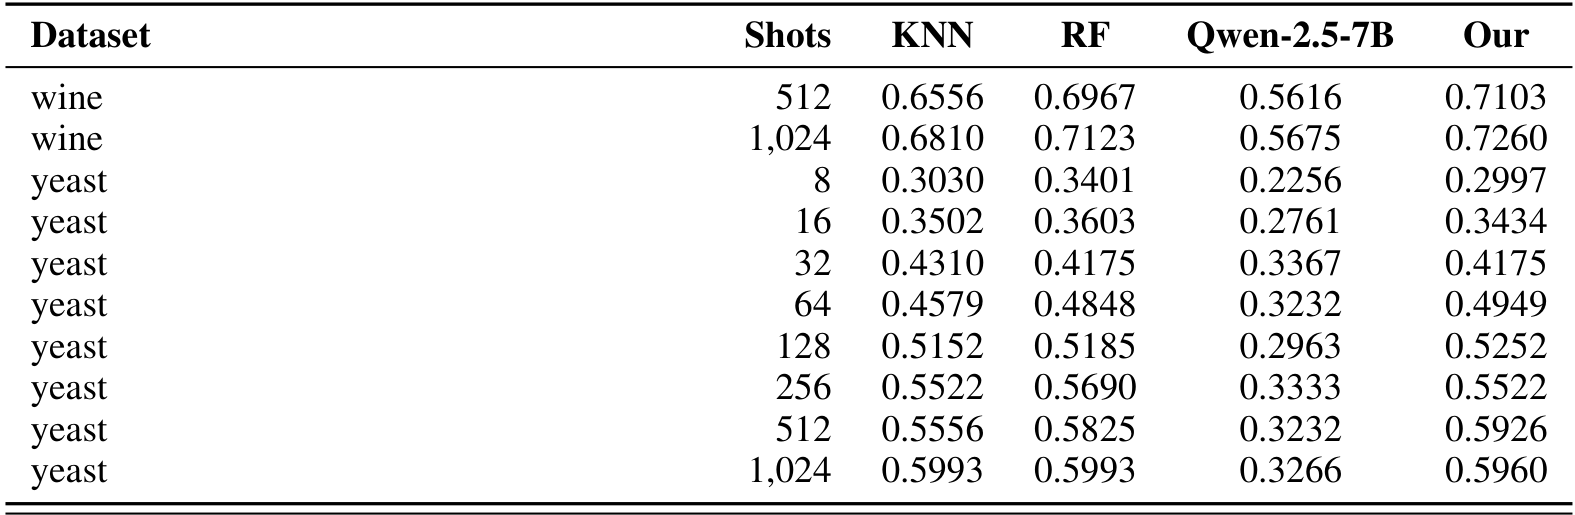 Dataset Shots KNN RF Qwen-2.5-7B Our
wine 512 0.6556 0.6967 0.5616 0.7103
wine 1,024 0.6810 0.7123 0.5675 0.7260
yeast 8 0.3030 0.3401 0.2256 0.2997
yeast 16 0.3502 0.3603 0.2761 0.3434
yeast 32 0.4310 0.4175 0.3367 0.4175
yeast 64 0.4579 0.4848 0.3232 0.4949
yeast 128 0.5152 0.5185 0.2963 0.5252
yeast 256 0.5522 0.5690 0.3333 0.5522
yeast 512 0.5556 0.5825 0.3232 0.5926
yeast 1,024 0.5993 0.5993 0.3266 0.5960